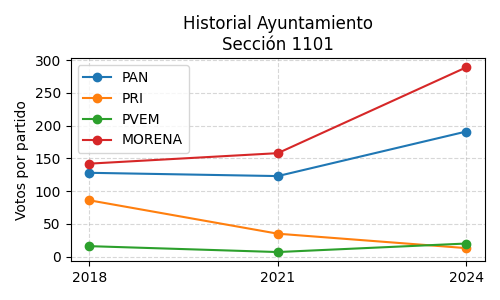 Historial Ayuntamiento
Sección 1101
Votos por partido
300
250
200
150
100
50
0
PAN
PRI
PVEM
MORENA
2018
2021
2024